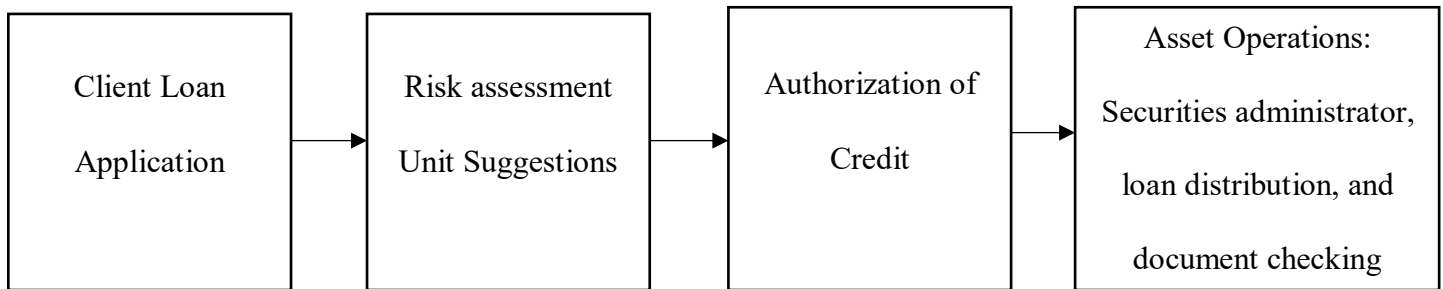 Client Loan
Application
Risk assessment
Unit Suggestions
Authorization of
Credit
Asset Operations:
Securities administrator,
loan distribution, and
document checking